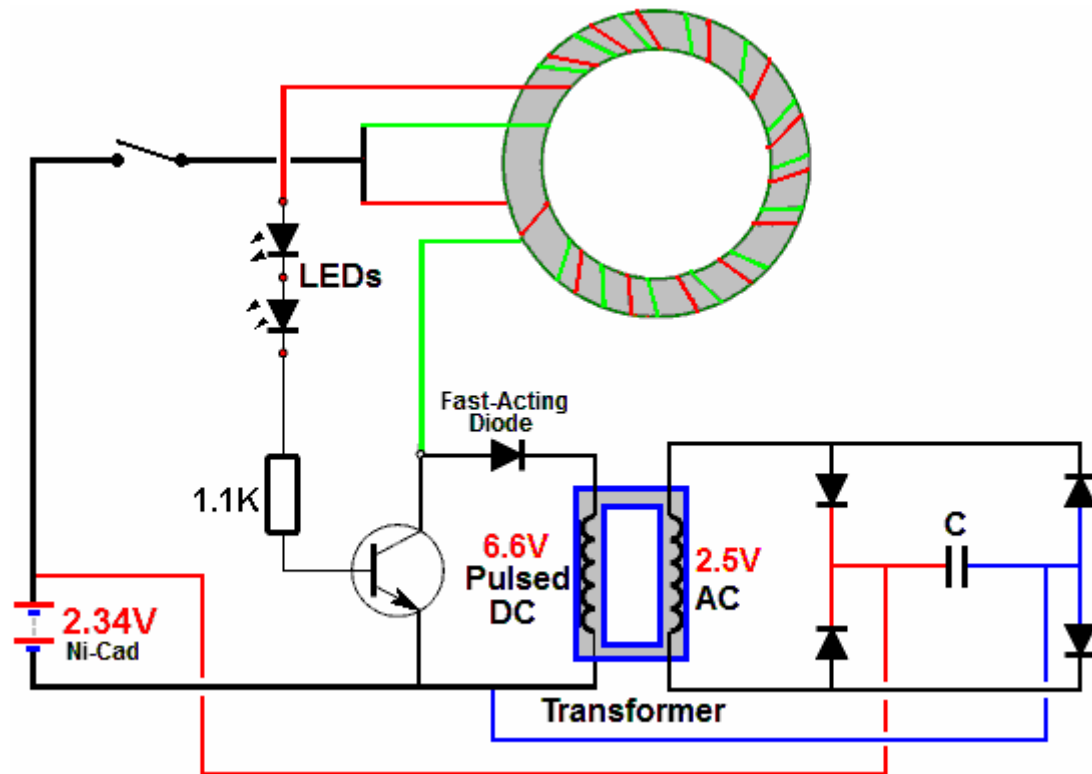 LEDs
Fast-Acting
Diode
1.1K
6.6V
Pulsed
DC
2.5V
AC
C
2.34V
Ni-Cad
Transformer